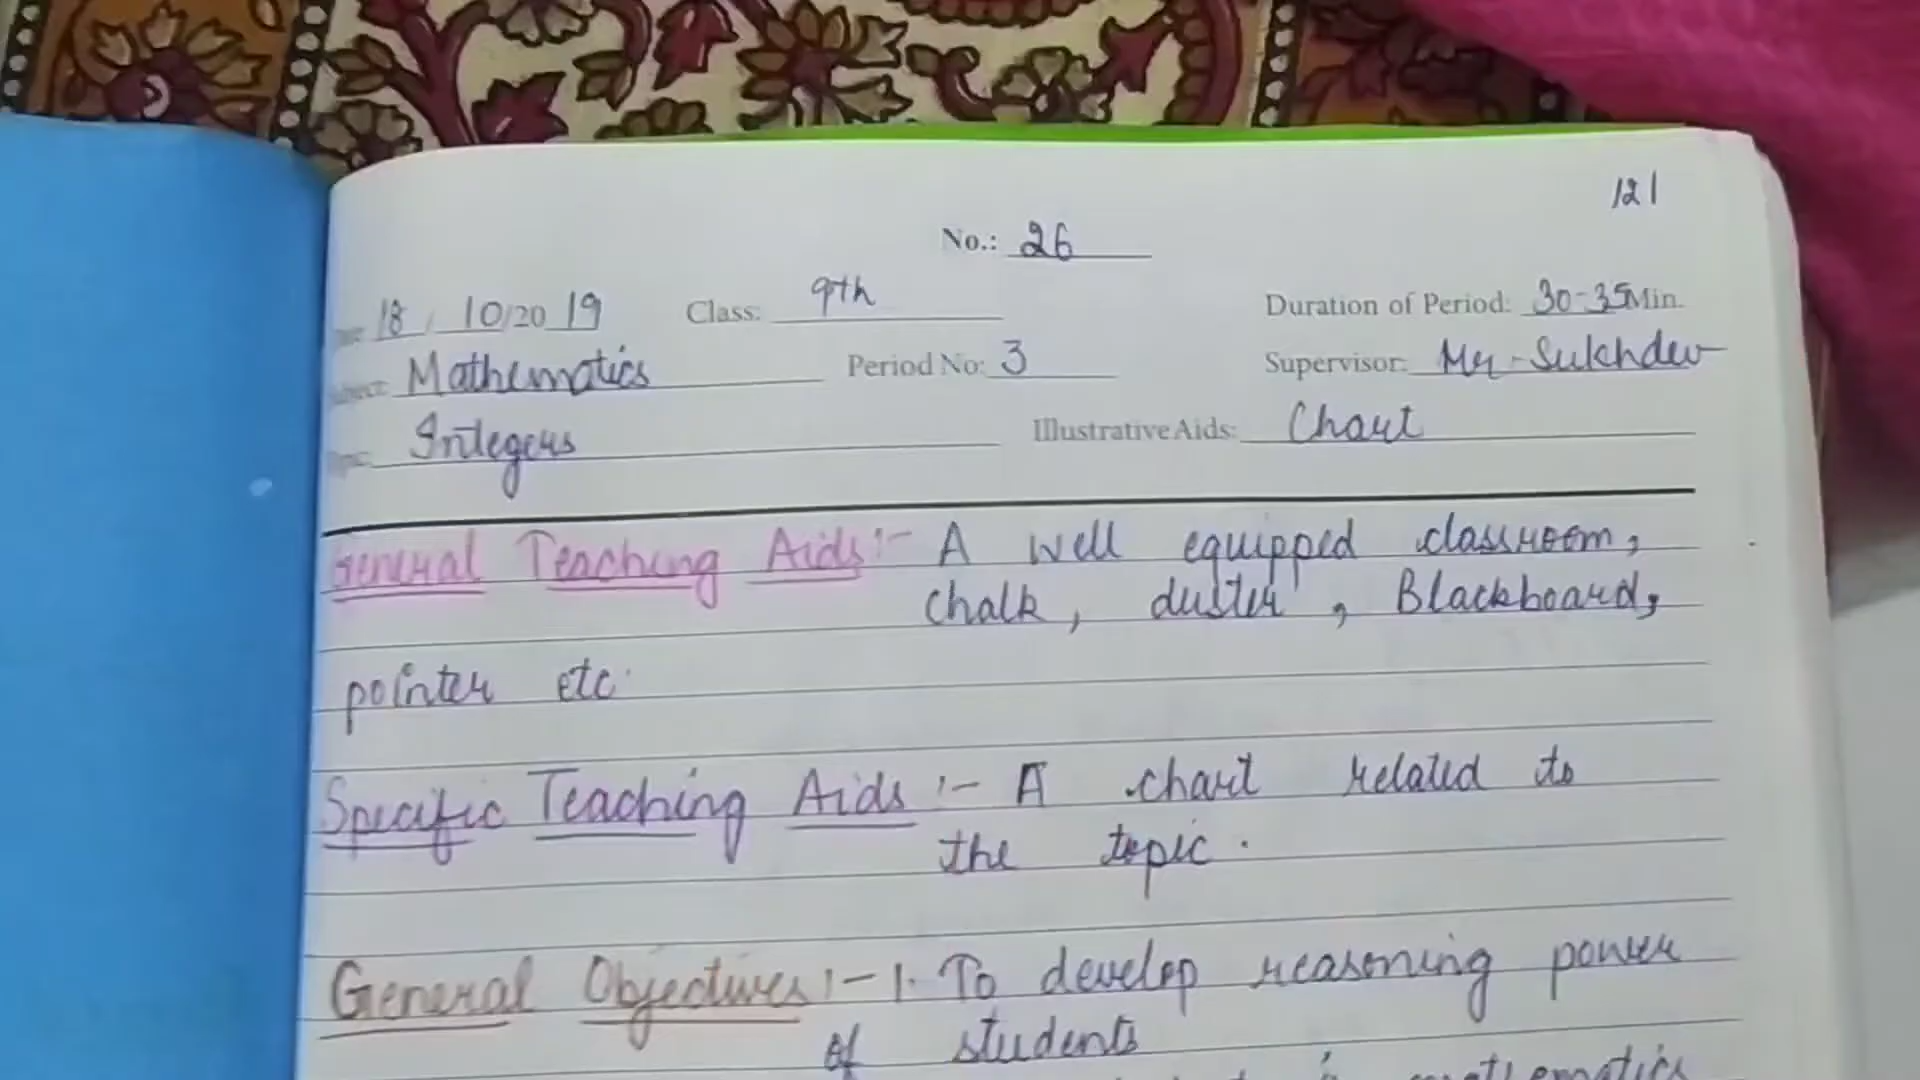 121
No.: 26
18 / 10/20 19 Class: 9th Duration of Period: 30-35 Min.
Subject: Mathematics Period No: 3 Supervisor: Mr. Sukhdev
Integers Illustrative Aids: Chart
General Teaching Aids :- A well equipped classroom,
chalk, duster, Blackboard,
pointer etc.
Specific Teaching Aids :- A chart related to
the topic.
General Objectives :- 1. To develop reasoning power
of students
mathematics